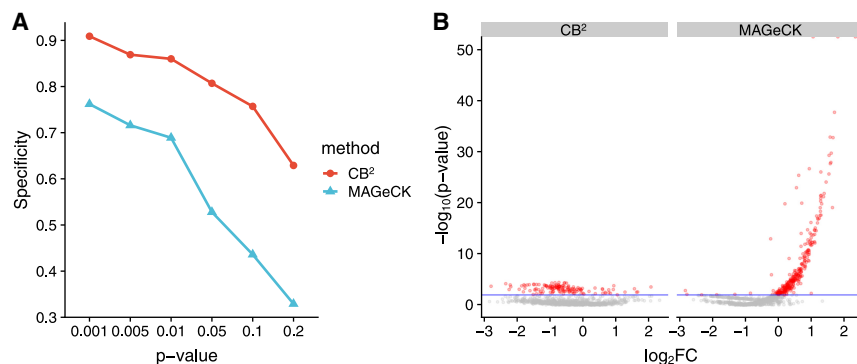 A
0.9
0.8
0.7
0.6
0.5
0.4
0.3
Specificity
0.001 0.005 0.01 0.05 0.1 0.2
p−value
method
CB²
MAGeCK
B
CB² MAGeCK
50
40
30
20
10
0
−log₁₀(p−value)
−3 −2 −1 0 1 2 −3 −2 −1 0 1 2
log₂FC